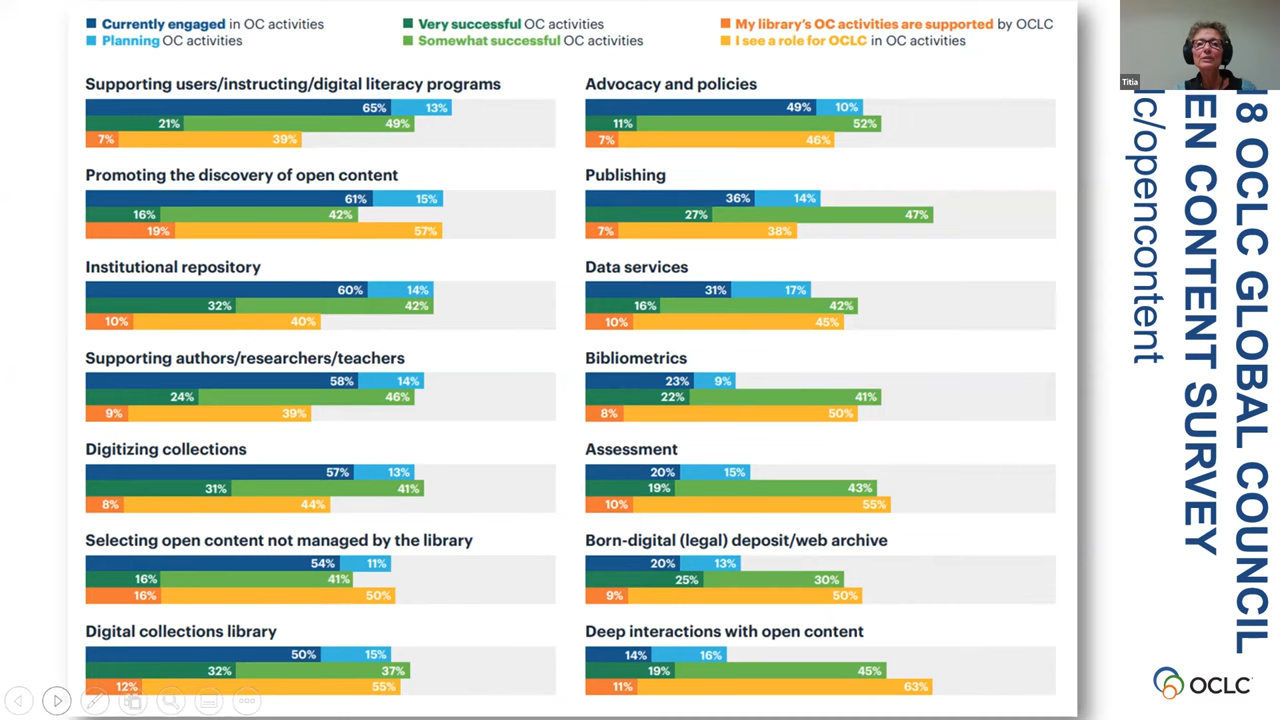 Currently engaged in OC activities
Planning OC activities
Very successful OC activities
Somewhat successful OC activities
My library's OC activities are supported by OCLC
I see a role for OCLC in OC activities
Supporting users/instructing/digital literacy programs
65% 13%
21% 49%
7% 39%
Promoting the discovery of open content
61% 15%
16% 42%
19% 57%
Institutional repository
60% 14%
32% 42%
10% 40%
Supporting authors/researchers/teachers
58% 14%
24% 46%
9% 39%
Digitizing collections
57% 13%
31% 41%
8% 44%
Selecting open content not managed by the library
54% 11%
16% 41%
16% 50%
Digital collections library
50% 15%
32% 37%
12% 55%
Advocacy and policies
49% 10%
11% 52%
7% 46%
Publishing
36% 14%
27% 47%
7% 38%
Data services
31% 17%
16% 42%
10% 45%
Bibliometrics
23% 9%
22% 41%
8% 50%
Assessment
20% 15%
19% 43%
10% 55%
Born-digital (legal) deposit/web archive
20% 13%
25% 30%
9% 50%
Deep interactions with open content
14% 16%
19% 45%
11% 63%
Titia
8 OCLC GLOBAL COUNCIL
EN CONTENT SURVEY
c/opencontent
OCLC